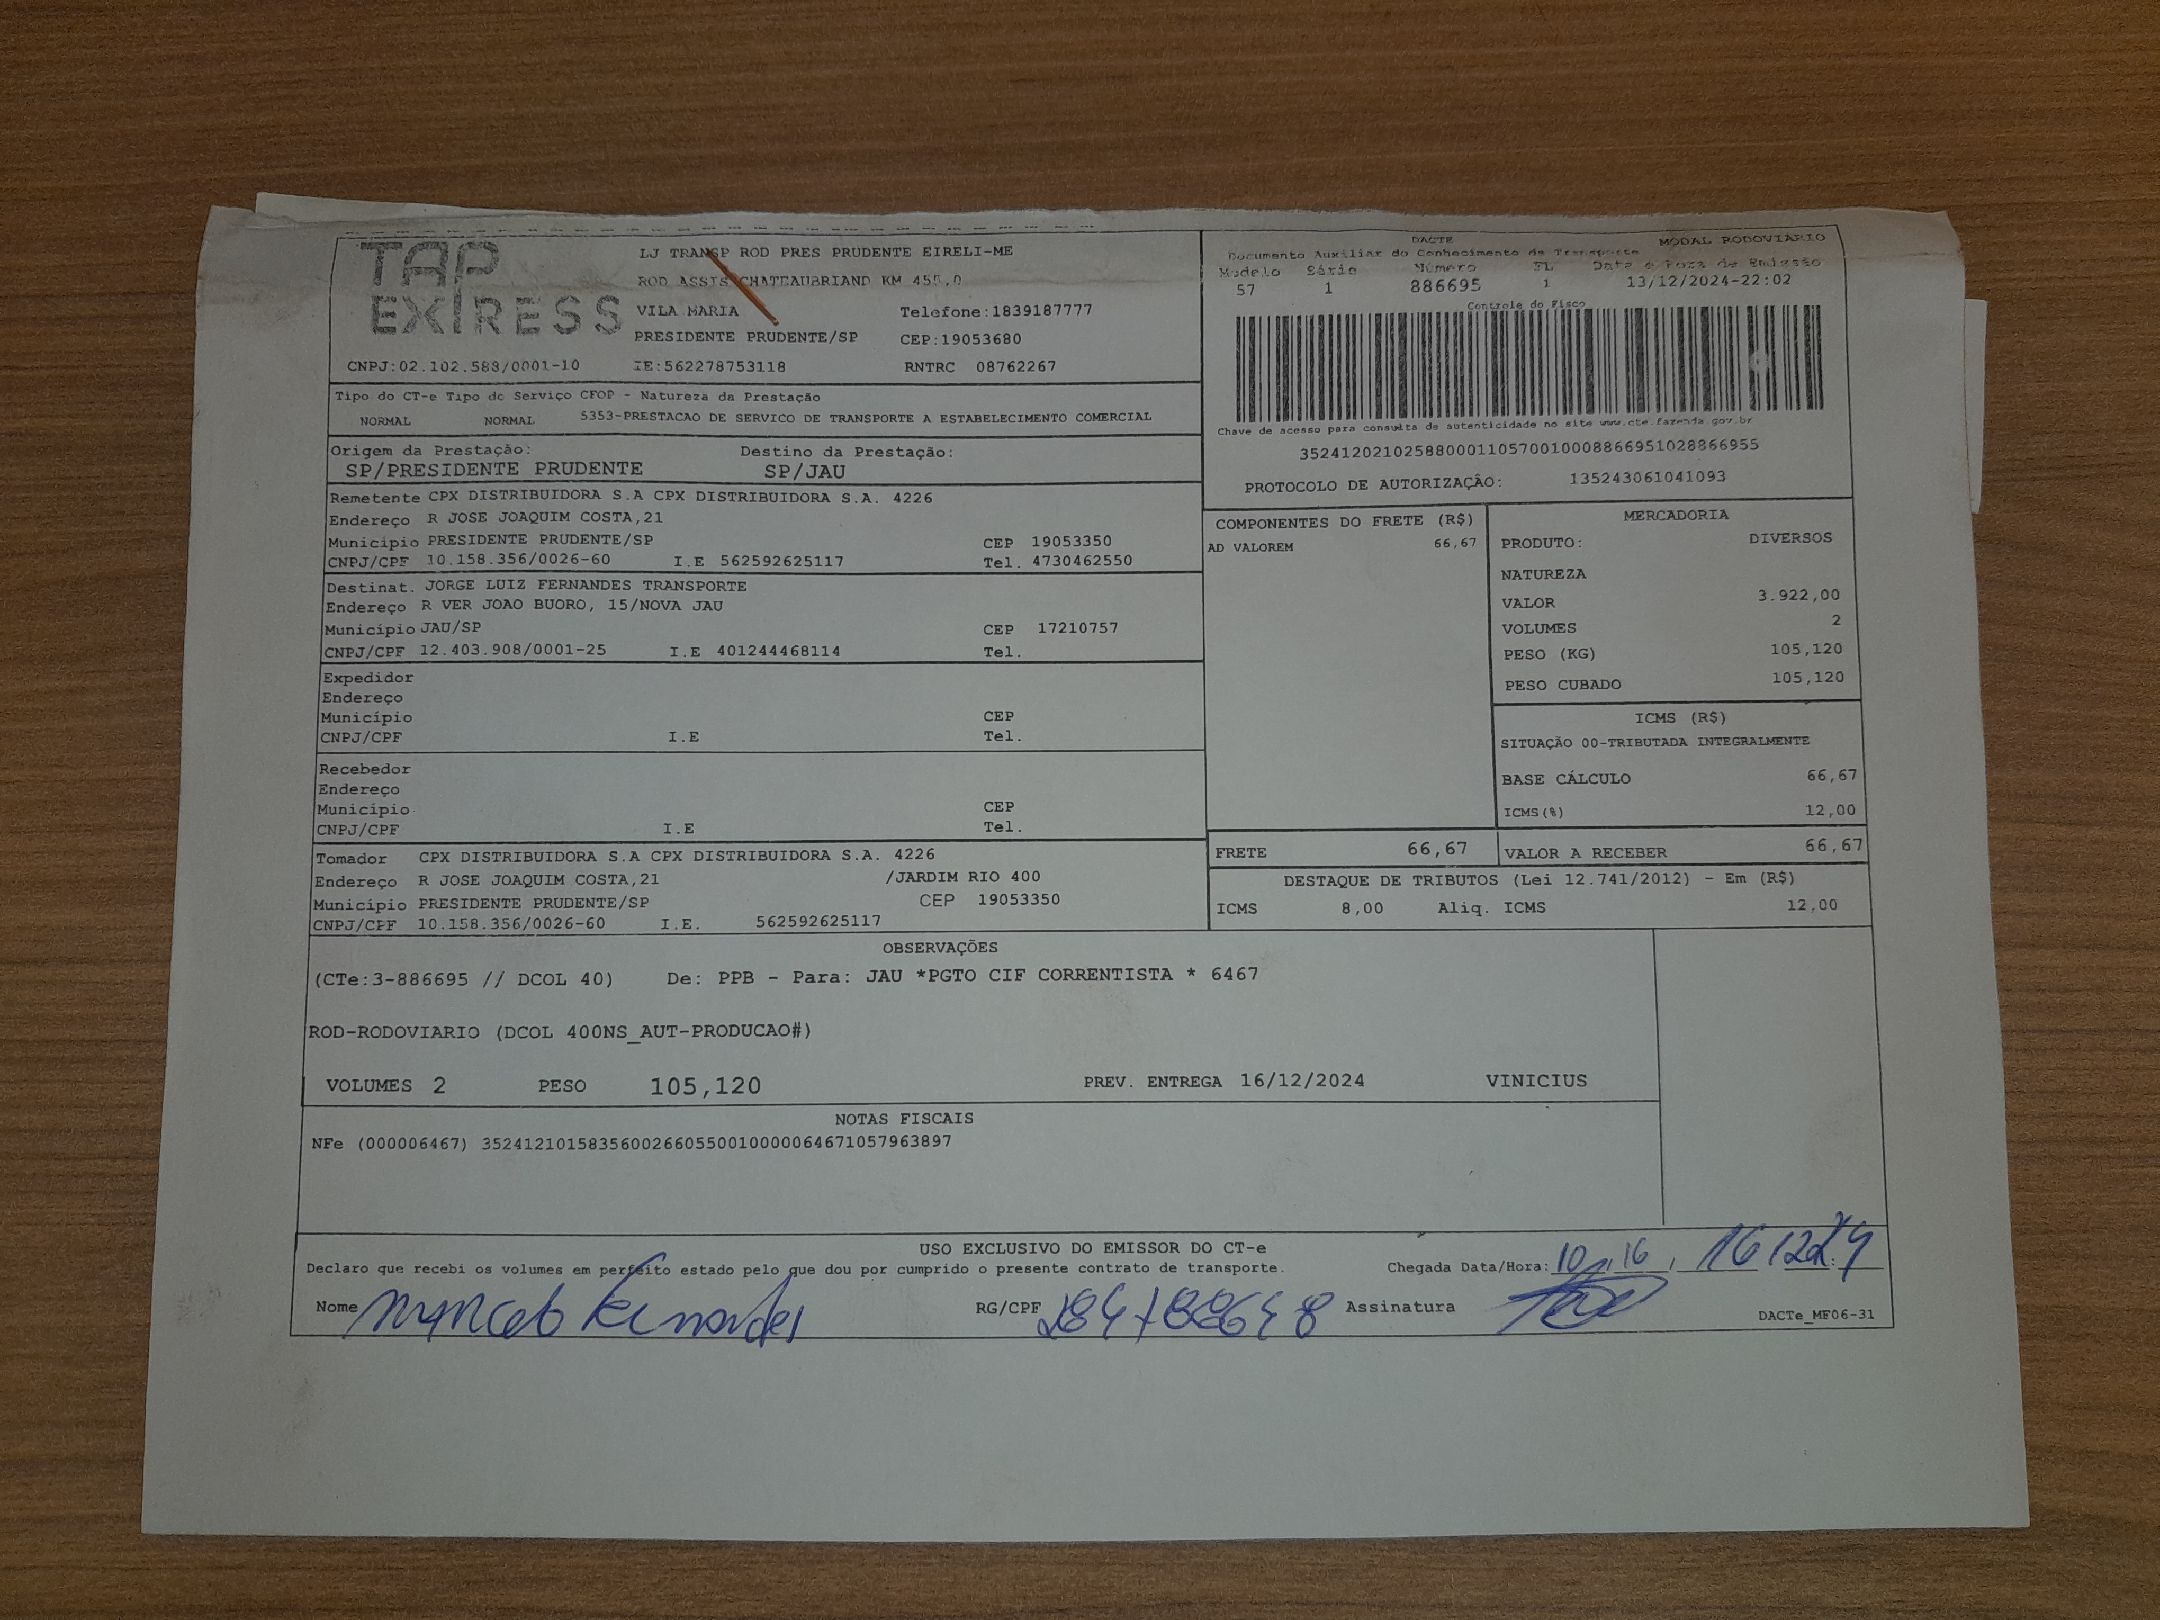 TAP
EXPRESS
LJ TRANSP ROD PRES PRUDENTE EIRELI-ME
ROD ASSIS CHATEAUBRIAND KM 455,0
VILA MARIA Telefone:1839187777
PRESIDENTE PRUDENTE/SP CEP:19053680
CNPJ:02.102.588/0001-10 IE:562278753118 RNTRC 08762267
DACTE MODAL RODOVIÁRIO
Documento Auxiliar do Conhecimento de Transporte
Modelo Série Número FL Data e Hora de Emissão
57 1 886695 1 13/12/2024-22:02
Controle do Fisco
Chave de acesso para consulta de autenticidade no site www.cte.fazenda.gov.br
35241202102588000110570010008866951028866955
PROTOCOLO DE AUTORIZAÇÃO: 135243061041093
Tipo do CT-e Tipo do Serviço CFOP - Natureza da Prestação
NORMAL NORMAL 5353-PRESTACAO DE SERVICO DE TRANSPORTE A ESTABELECIMENTO COMERCIAL
Origem da Prestação: Destino da Prestação:
SP/PRESIDENTE PRUDENTE SP/JAU
Remetente CPX DISTRIBUIDORA S.A CPX DISTRIBUIDORA S.A. 4226
Endereço R JOSE JOAQUIM COSTA,21
Município PRESIDENTE PRUDENTE/SP CEP 19053350
CNPJ/CPF 10.158.356/0026-60 I.E 562592625117 Tel. 4730462550
Destinat. JORGE LUIZ FERNANDES TRANSPORTE
Endereço R VER JOAO BUORO, 15/NOVA JAU
Município JAU/SP CEP 17210757
CNPJ/CPF 12.403.908/0001-25 I.E 401244468114 Tel.
Expedidor
Endereço
Município CEP
CNPJ/CPF I.E Tel.
Recebedor
Endereço
Município CEP
CNPJ/CPF I.E Tel.
Tomador CPX DISTRIBUIDORA S.A CPX DISTRIBUIDORA S.A. 4226
Endereço R JOSE JOAQUIM COSTA,21 /JARDIM RIO 400
Município PRESIDENTE PRUDENTE/SP CEP 19053350
CNPJ/CPF 10.158.356/0026-60 I.E. 562592625117
COMPONENTES DO FRETE (R$)
AD VALOREM 66,67
MERCADORIA
PRODUTO: DIVERSOS
NATUREZA
VALOR 3.922,00
VOLUMES 2
PESO (KG) 105,120
PESO CUBADO 105,120
ICMS (R$)
SITUAÇÃO 00-TRIBUTADA INTEGRALMENTE
BASE CÁLCULO 66,67
ICMS(%) 12,00
FRETE 66,67 VALOR A RECEBER 66,67
DESTAQUE DE TRIBUTOS (Lei 12.741/2012) - Em (R$)
ICMS 8,00 Aliq. ICMS 12,00
OBSERVAÇÕES
(CTe:3-886695 // DCOL 40) De: PPB - Para: JAU *PGTO CIF CORRENTISTA * 6467
ROD-RODOVIARIO (DCOL 400NS_AUT-PRODUCAO#)
VOLUMES 2 PESO 105,120 PREV. ENTREGA 16/12/2024 VINICIUS
NOTAS FISCAIS
NFe (000006467) 35241210158356002660550010000064671057963897
USO EXCLUSIVO DO EMISSOR DO CT-e
Declaro que recebi os volumes em perfeito estado pelo que dou por cumprido o presente contrato de transporte. Chegada Data/Hora: 10 16
Nome Marcelo Fernandes RG/CPF Assinatura
DACTe_MF06-31